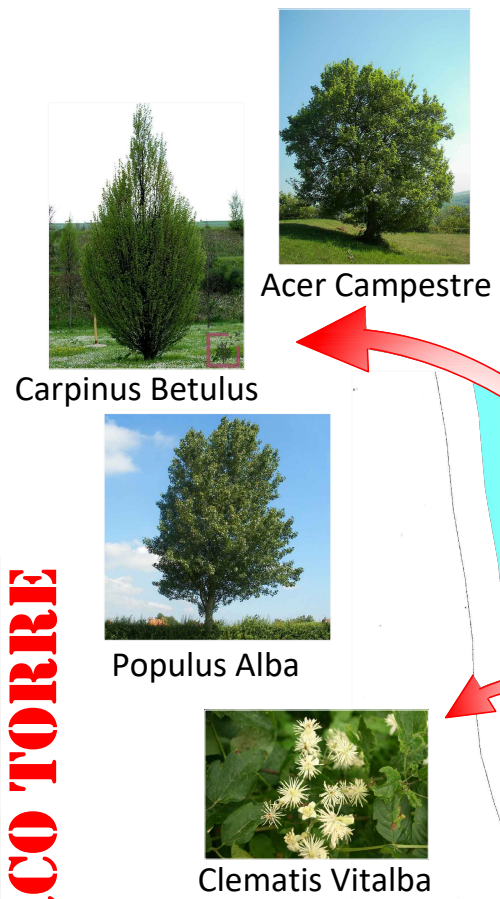 Acer Campestre
Carpinus Betulus
Populus Alba
Clematis Vitalba
CO TORRE